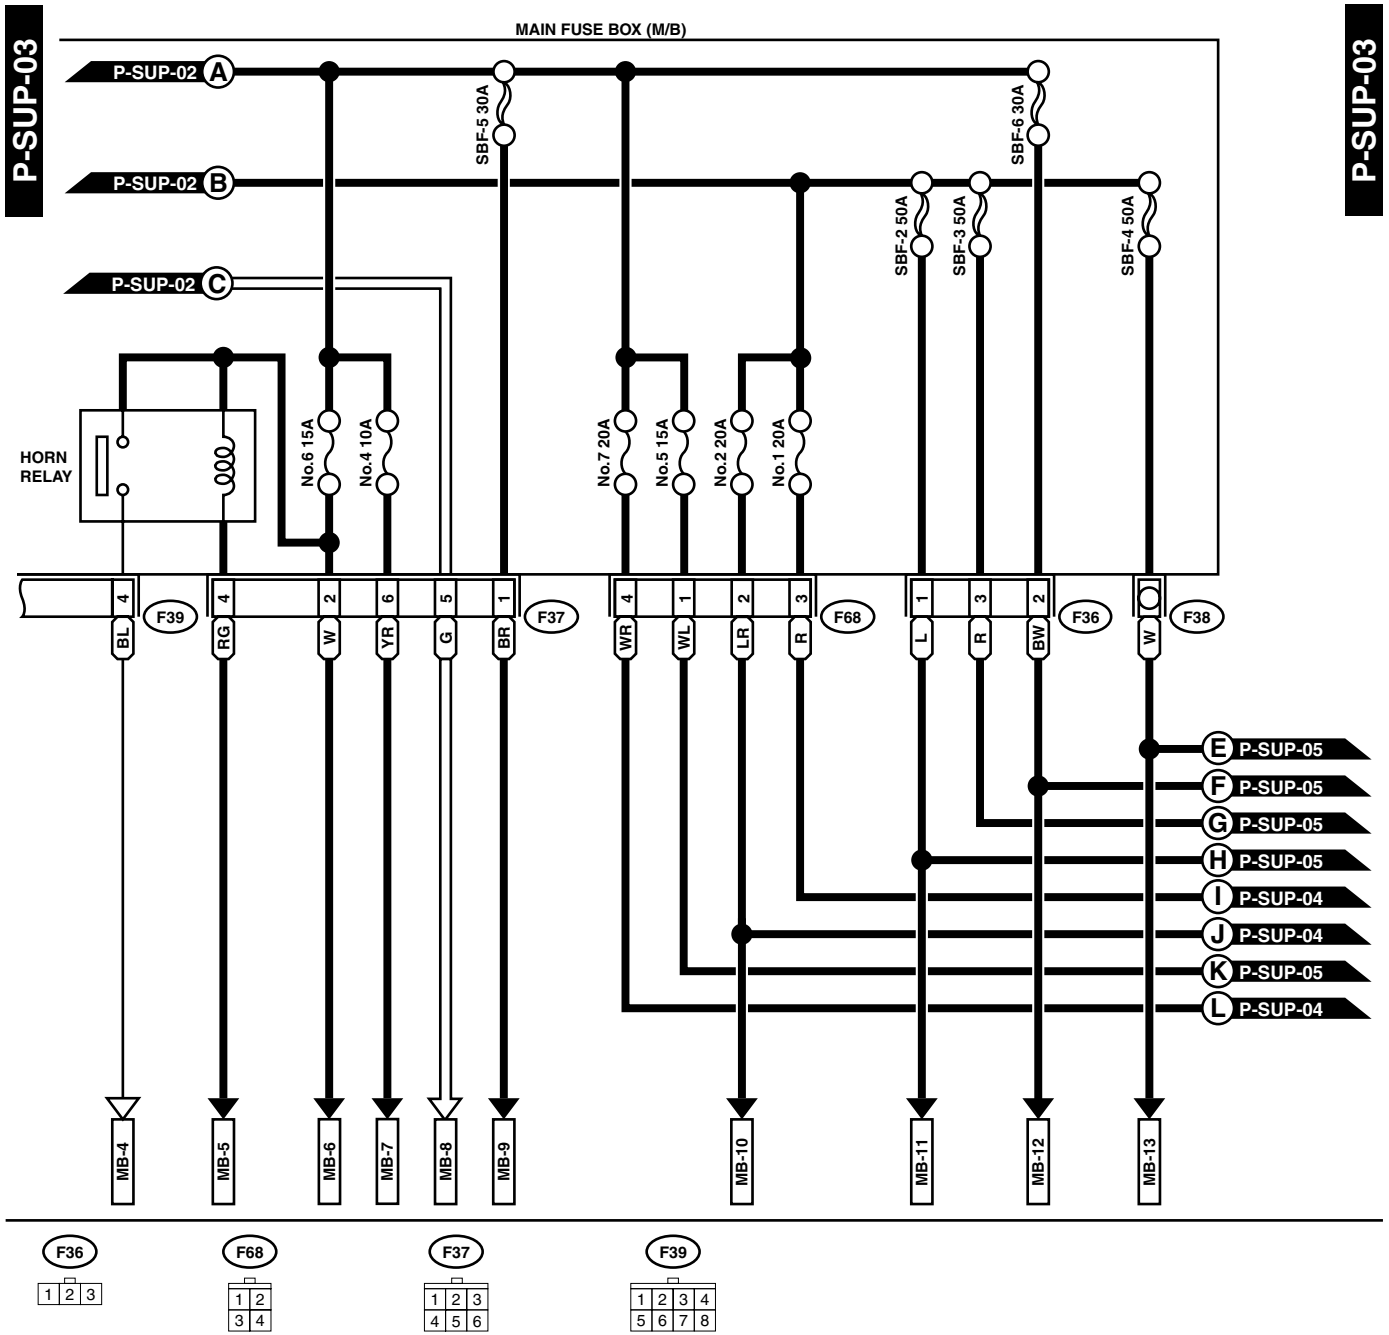 P-SUP-03
MAIN FUSE BOX (M/B)
P-SUP-03
P-SUP-02 A
SBF-5 30A
SBF-6 30A
P-SUP-02 B
SBF-2 50A
SBF-3 50A
SBF-4 50A
P-SUP-02 C
HORN
RELAY
No.6 15A
No.4 10A
No.7 20A
No.5 15A
No.2 20A
No.1 20A
4 F39 4 2 6 5 1 F37 4 1 2 3 F68 1 3 2 F36 F38
BL RG W YR G BR WR WL LR R L R BW W
E P-SUP-05
F P-SUP-05
G P-SUP-05
H P-SUP-05
I P-SUP-04
J P-SUP-04
K P-SUP-05
L P-SUP-04
MB-4 MB-5 MB-6 MB-7 MB-8 MB-9 MB-10 MB-11 MB-12 MB-13
F36 F68 F37 F39
1 2 3
1 2
3 4
1 2 3
4 5 6
1 2 3 4
5 6 7 8